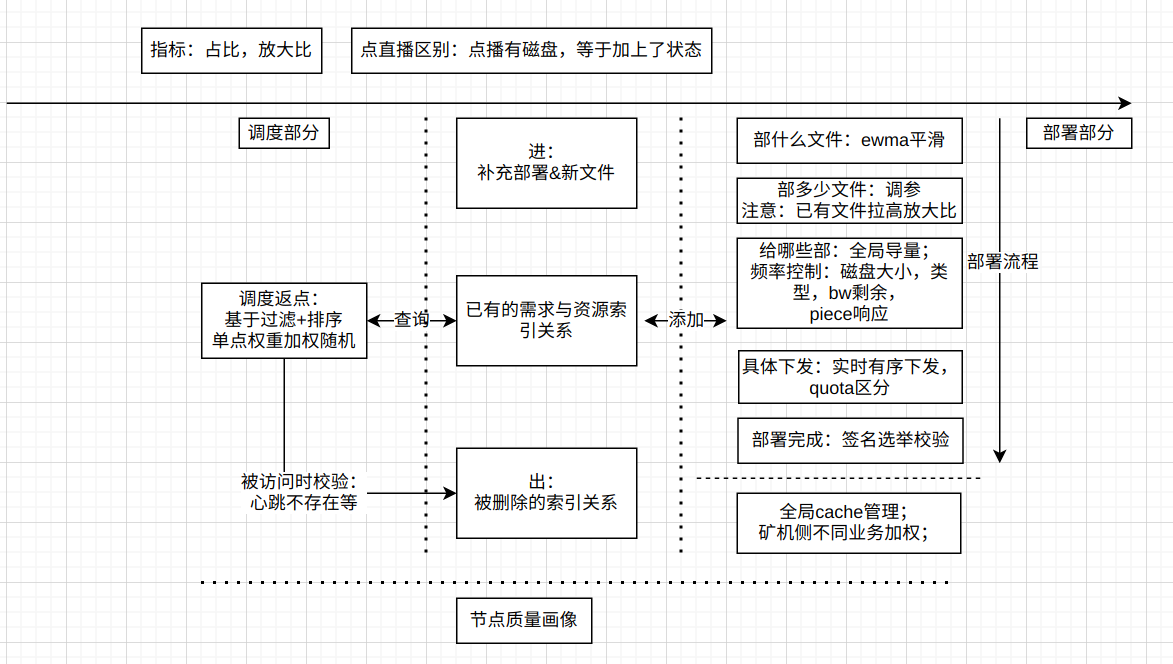 指标：占比，放大比
点直播区别：点播有磁盘，等于加上了状态
调度部分
部署部分
进：
补充部署&新文件
部什么文件：ewma平滑
部多少文件：调参
注意：已有文件拉高放大比
给哪些部：全局导量；
频率控制：磁盘大小，类
型，bw剩余，
piece响应
部署流程
调度返点：
基于过滤+排序
单点权重加权随机
查询
已有的需求与资源索
引关系
添加
具体下发：实时有序下发，
quota区分
部署完成：签名选举校验
被访问时校验：
心跳不存在等
出：
被删除的索引关系
全局cache管理；
矿机侧不同业务加权；
节点质量画像